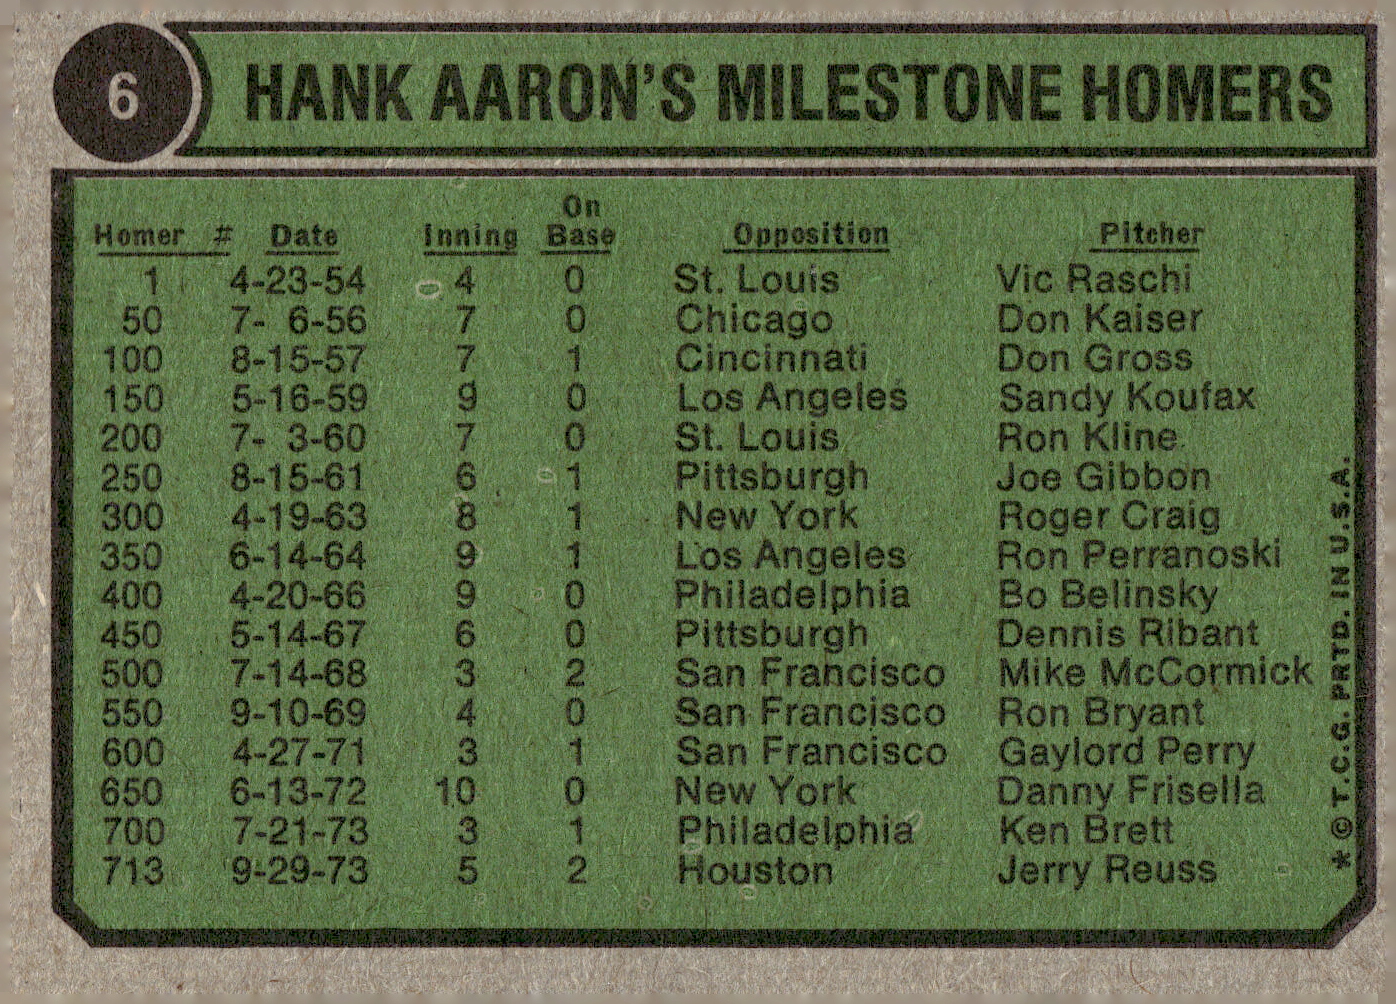 6 HANK AARON'S MILESTONE HOMERS
Homer # Date Inning On Base Opposition Pitcher
1 4-23-54 4 0 St. Louis Vic Raschi
50 7- 6-56 7 0 Chicago Don Kaiser
100 8-15-57 7 1 Cincinnati Don Gross
150 5-16-59 9 0 Los Angeles Sandy Koufax
200 7- 3-60 7 0 St. Louis Ron Kline
250 8-15-61 6 1 Pittsburgh Joe Gibbon
300 4-19-63 8 1 New York Roger Craig
350 6-14-64 9 1 Los Angeles Ron Perranoski
400 4-20-66 9 0 Philadelphia Bo Belinsky
450 5-14-67 6 0 Pittsburgh Dennis Ribant
500 7-14-68 3 2 San Francisco Mike McCormick
550 9-10-69 4 0 San Francisco Ron Bryant
600 4-27-71 3 1 San Francisco Gaylord Perry
650 6-13-72 10 0 New York Danny Frisella
700 7-21-73 3 1 Philadelphia Ken Brett
713 9-29-73 5 2 Houston Jerry Reuss
* © T.C.G. PRTD. IN U.S.A.